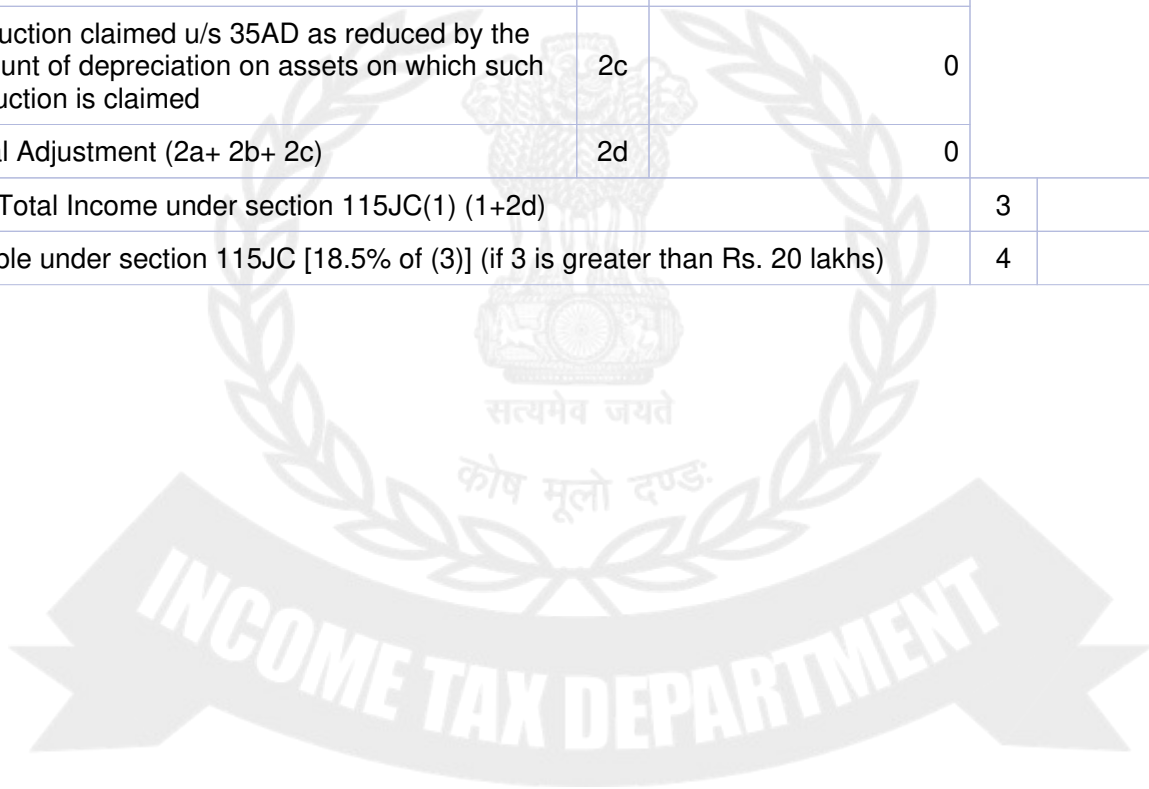 uction claimed u/s 35AD as reduced by the
unt of depreciation on assets on which such
uction is claimed
2c
0
l Adjustment (2a+ 2b+ 2c)
2d
0
Total Income under section 115JC(1) (1+2d)
3
ble under section 115JC [18.5% of (3)] (if 3 is greater than Rs. 20 lakhs)
4
सत्यमेव जयते
कोष मूलो दण्डः
INCOME TAX DEPARTMENT